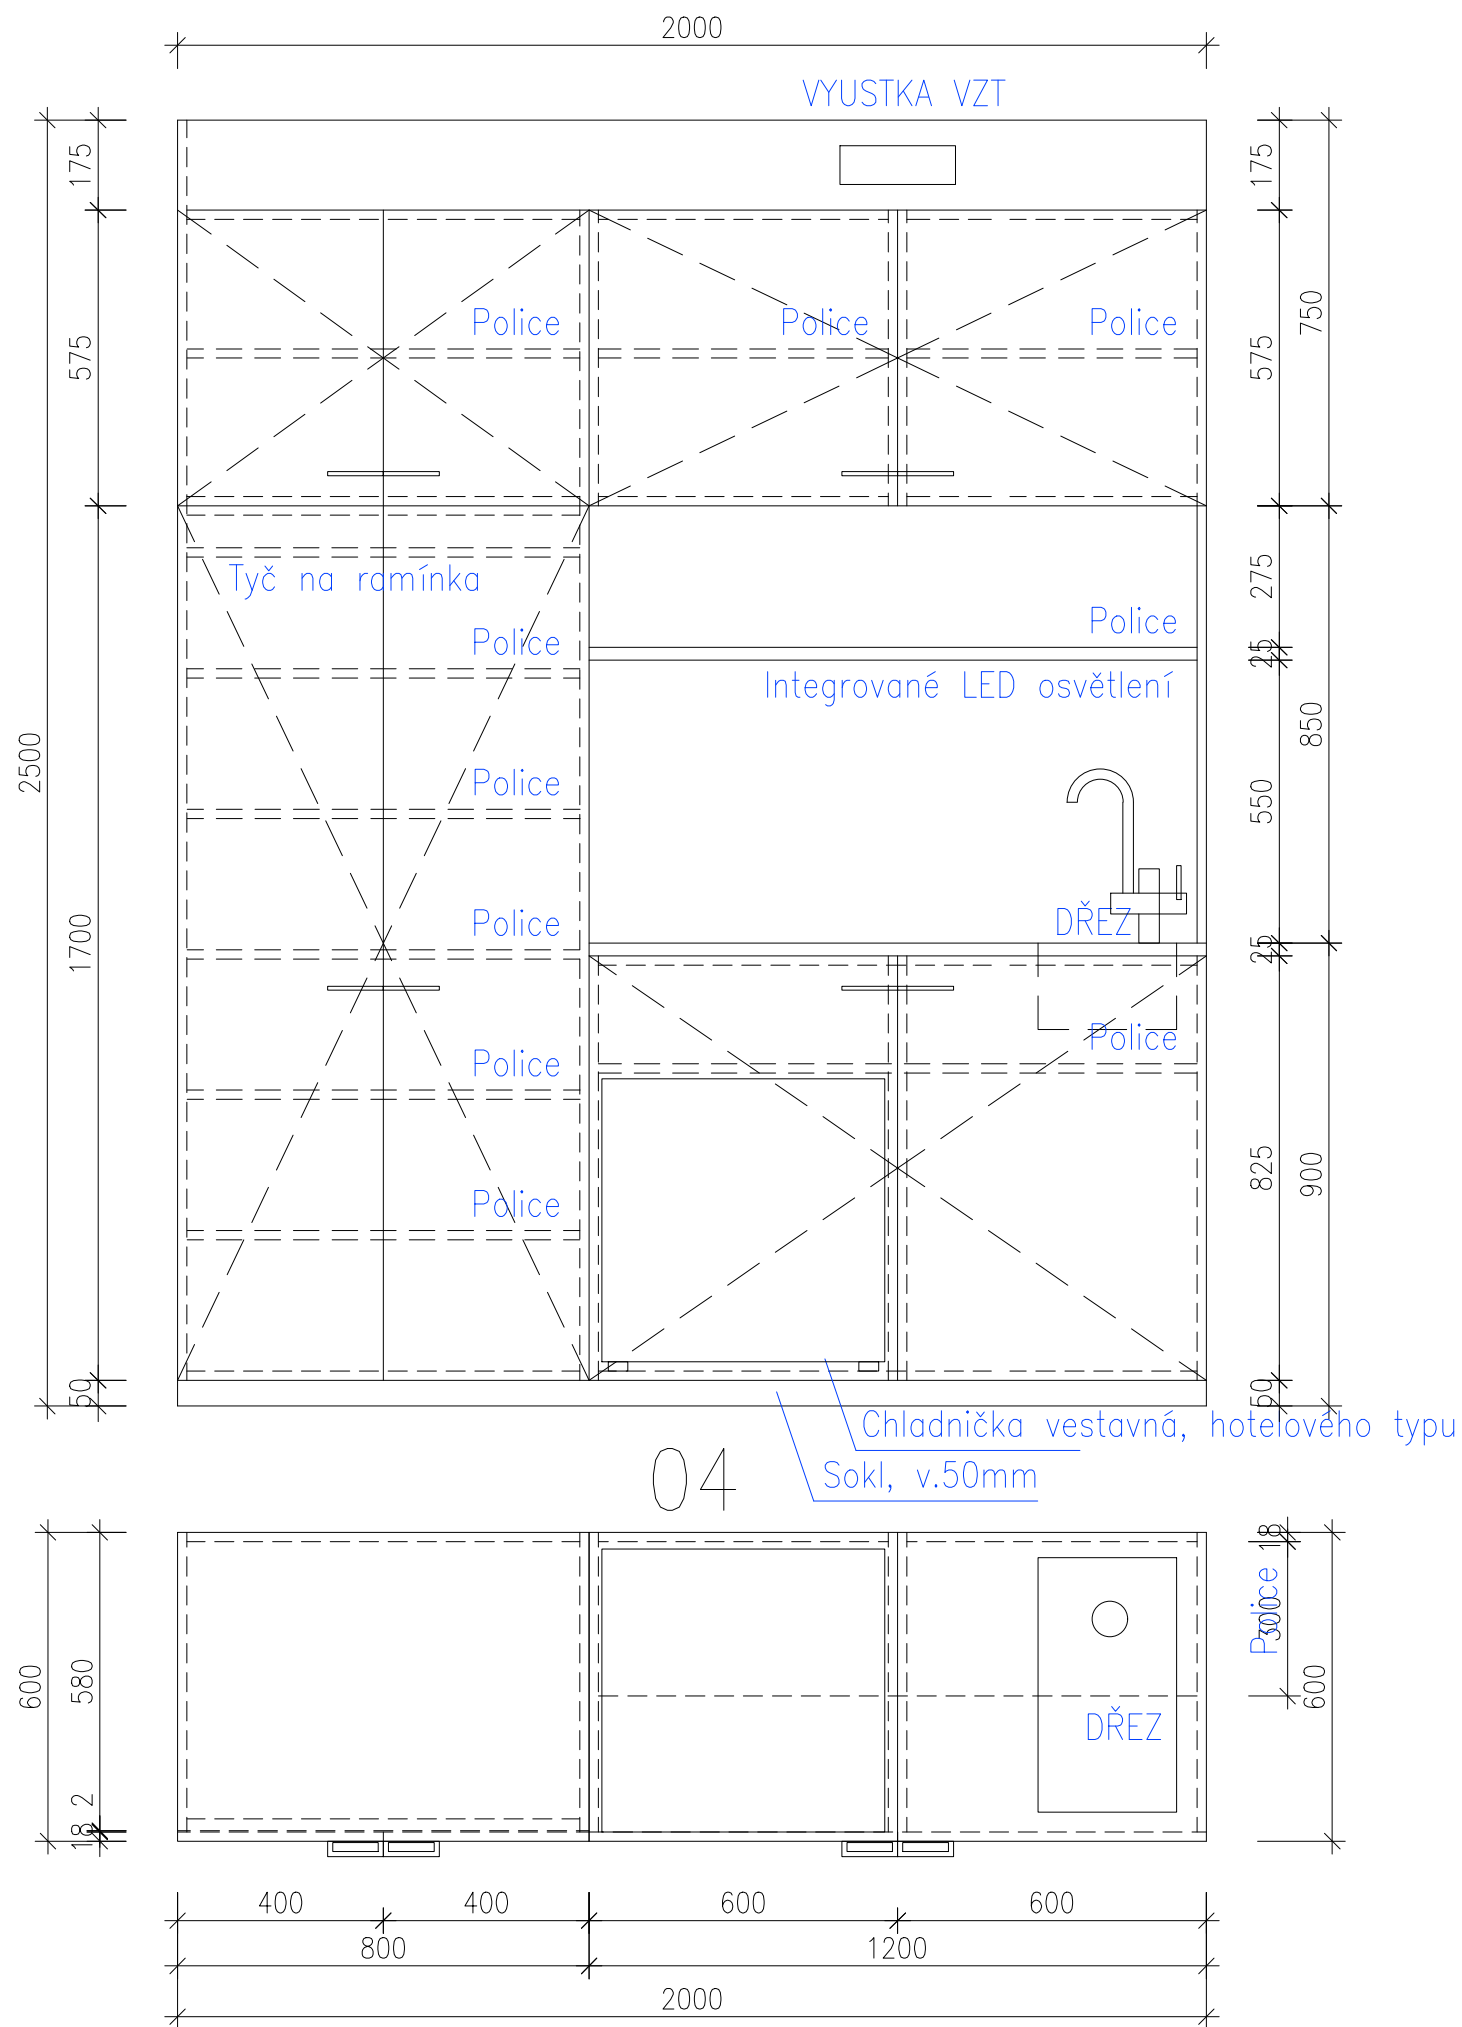 2000
VYUSTKA VZT
175
175
575
Police
Police
Police
575
750
Tyč na ramínka
275
Police
Police
25
Integrované LED osvětlení
2500
850
Police
550
1700
Police
DŘEZ
25
Police
Police
825
900
Police
50
50
Chladnička vestavná, hotelového typu
04
Sokl, v.50mm
18
Police
300
600
580
600
DŘEZ
2
18
400
400
600
600
800
1200
2000